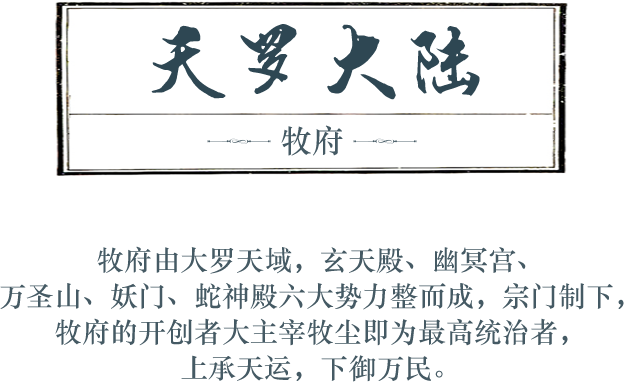 天罗大陆
牧府
牧府由大罗天域，玄天殿、幽冥宫、
万圣山、妖门、蛇神殿六大势力整而成，宗门制下，
牧府的开创者大主宰牧尘即为最高统治者，
上承天运，下御万民。